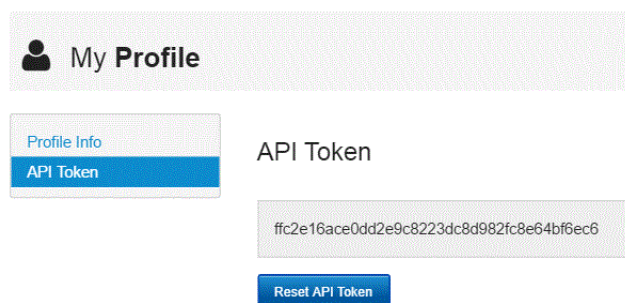 My Profile
Profile Info
API Token
API Token
ffc2e16ace0dd2e9c8223dc8d982fc8e64bf6ec6
Reset API Token